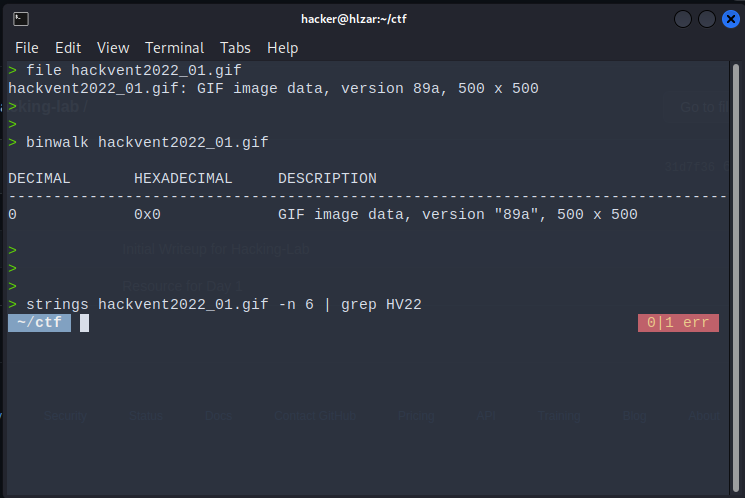 hacker@hlzar:~/ctf
File Edit View Terminal Tabs Help
> file hackvent2022_01.gif
hackvent2022_01.gif: GIF image data, version 89a, 500 x 500
>
>
> binwalk hackvent2022_01.gif
DECIMAL HEXADECIMAL DESCRIPTION
--------------------------------------------------------------------------------
0 0x0 GIF image data, version "89a", 500 x 500
>
>
>
> strings hackvent2022_01.gif -n 6 | grep HV22
~/ctf 0|1 err